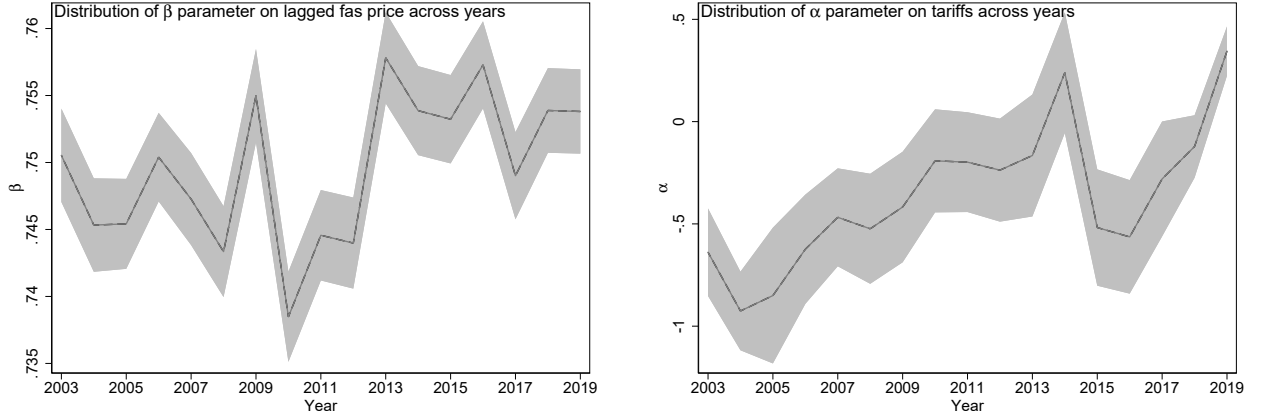 Distribution of β parameter on lagged fas price across years
β
.76
.755
.75
.745
.74
.735
2003 2005 2007 2009 2011 2013 2015 2017 2019
Year
Distribution of α parameter on tariffs across years
α
.5
0
-.5
-1
2003 2005 2007 2009 2011 2013 2015 2017 2019
Year